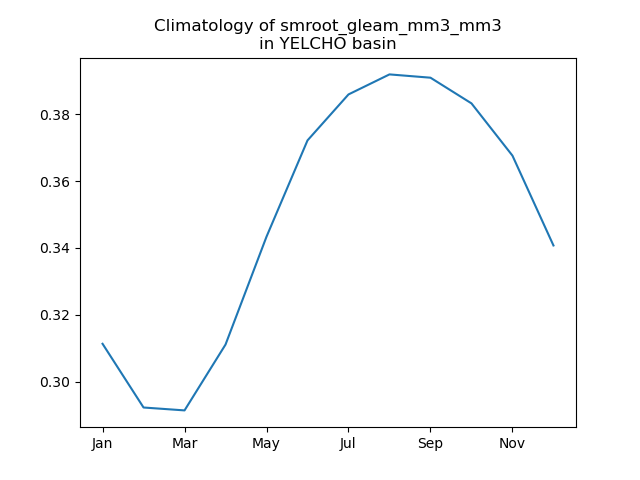 Climatology of smroot_gleam_mm3_mm3
in YELCHO basin
0.38
0.36
0.34
0.32
0.30
Jan Mar May Jul Sep Nov